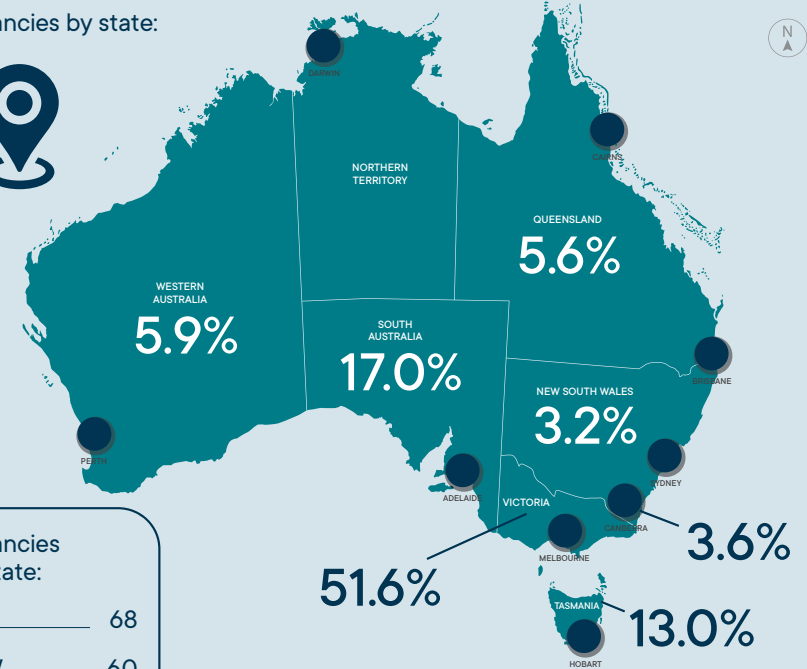 ancies by state:
N
DARWIN
CAIRNS
NORTHERN
TERRITORY
QUEENSLAND
5.6%
WESTERN
AUSTRALIA
5.9%
SOUTH
AUSTRALIA
17.0%
BRISBANE
NEW SOUTH WALES
3.2%
PERTH
SYDNEY
ADELAIDE
VICTORIA
CANBERRA
3.6%
MELBOURNE
51.6%
TASMANIA
13.0%
HOBART
ancies
tate:
68
60